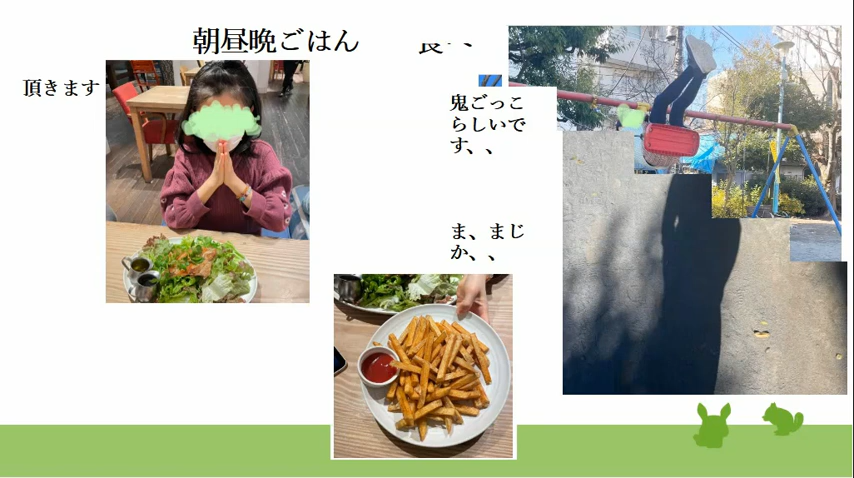 朝昼晩ごはん
頂きます
鬼ごっこ
らしいで
す、、
ま、まじ
か、、